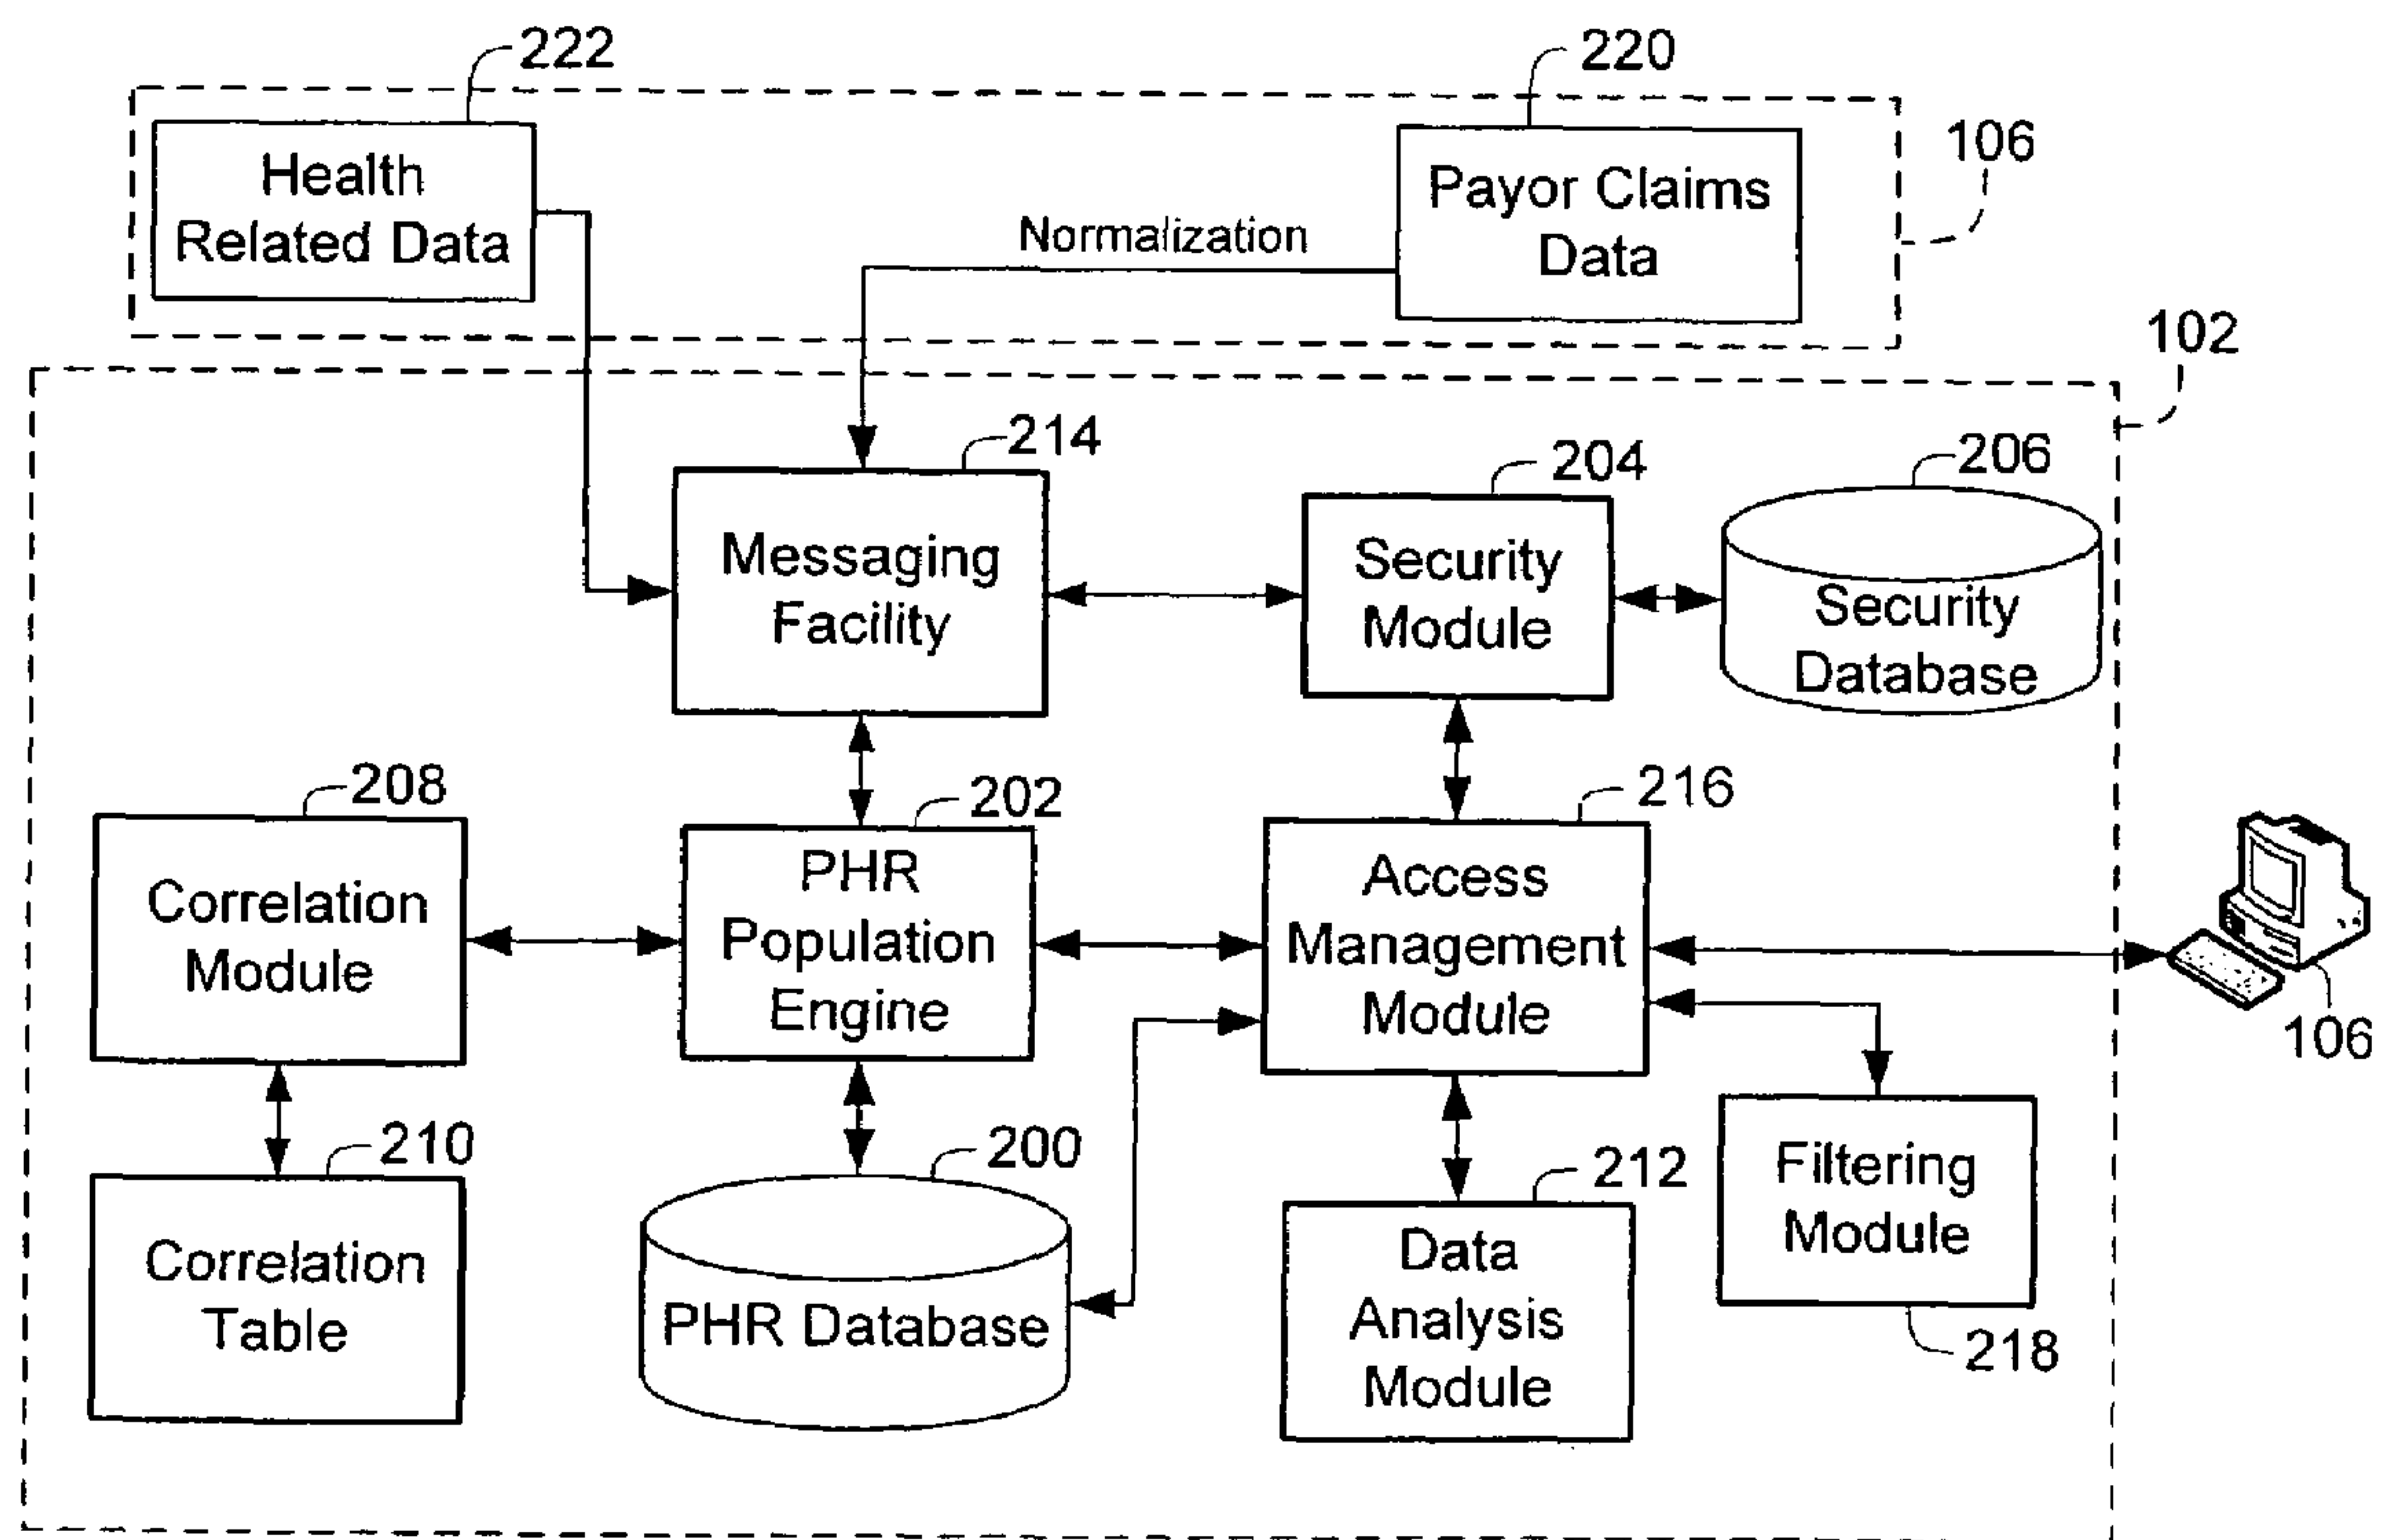 222
220
Health
Related Data
Payor Claims
Data
Normalization
106
102
214
204
206
Messaging
Facility
Security
Module
Security
Database
208
202
216
Correlation
Module
PHR
Population
Engine
Access
Management
Module
106
210
200
212
Correlation
Table
PHR Database
Data
Analysis
Module
Filtering
Module
218